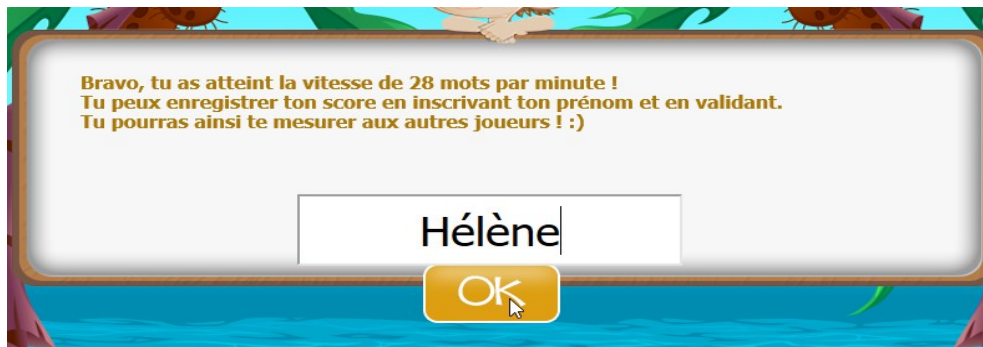 Bravo, tu as atteint la vitesse de 28 mots par minute !
Tu peux enregistrer ton score en inscrivant ton prénom et en validant.
Tu pourras ainsi te mesurer aux autres joueurs ! :)
Hélène
OK